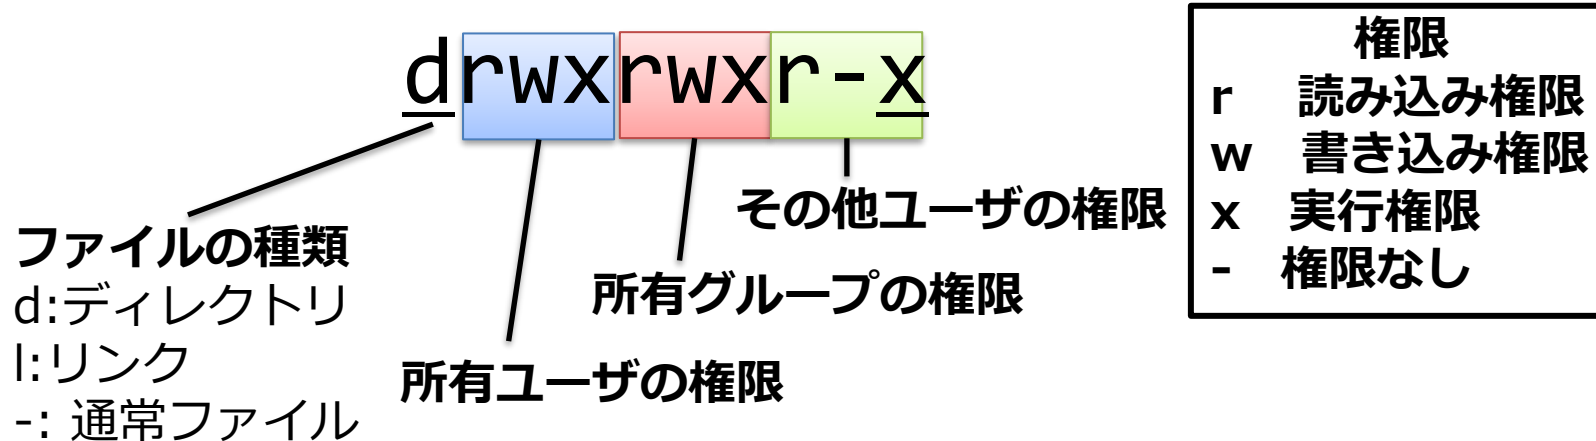 drwxrwxr-x
ファイルの種類
d:ディレクトリ
l:リンク
-: 通常ファイル
所有ユーザの権限
所有グループの権限
その他ユーザの権限
権限
r 読み込み権限
w 書き込み権限
x 実行権限
- 権限なし